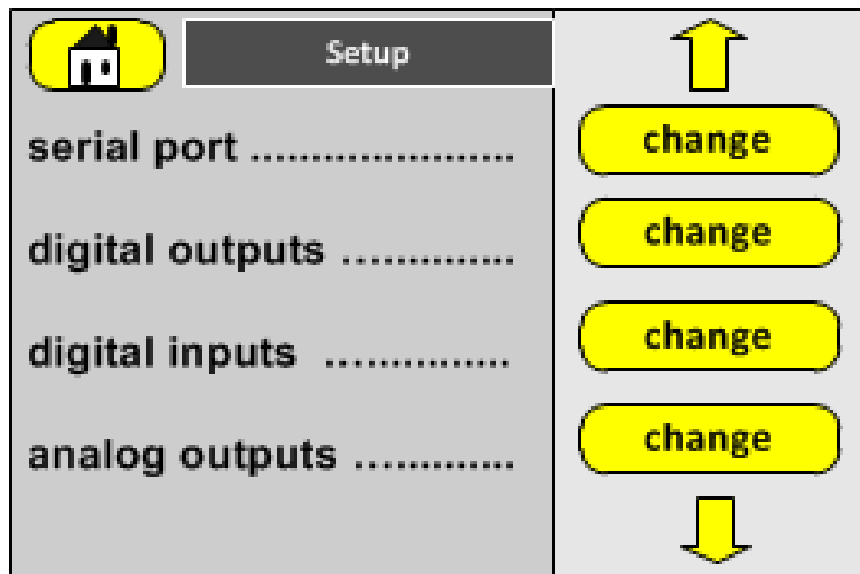 Setup
serial port ...................... change
digital outputs .............. change
digital inputs ............... change
analog outputs ............. change